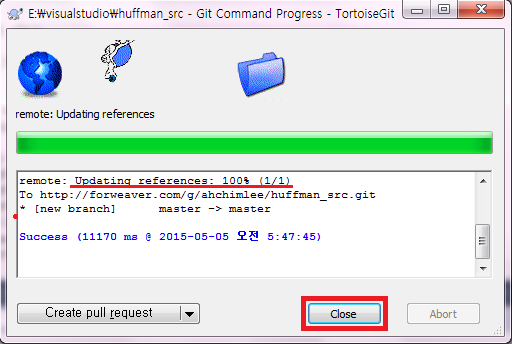 E:₩visualstudio₩huffman_src - Git Command Progress - TortoiseGit
remote: Updating references
remote: Updating references: 100% (1/1)
To http://forweaver.com/g/ahchimlee/huffman_src.git
* [new branch]      master -> master
Success (11170 ms @ 2015-05-05 오전 5:47:45)
Create pull request
Close
Abort